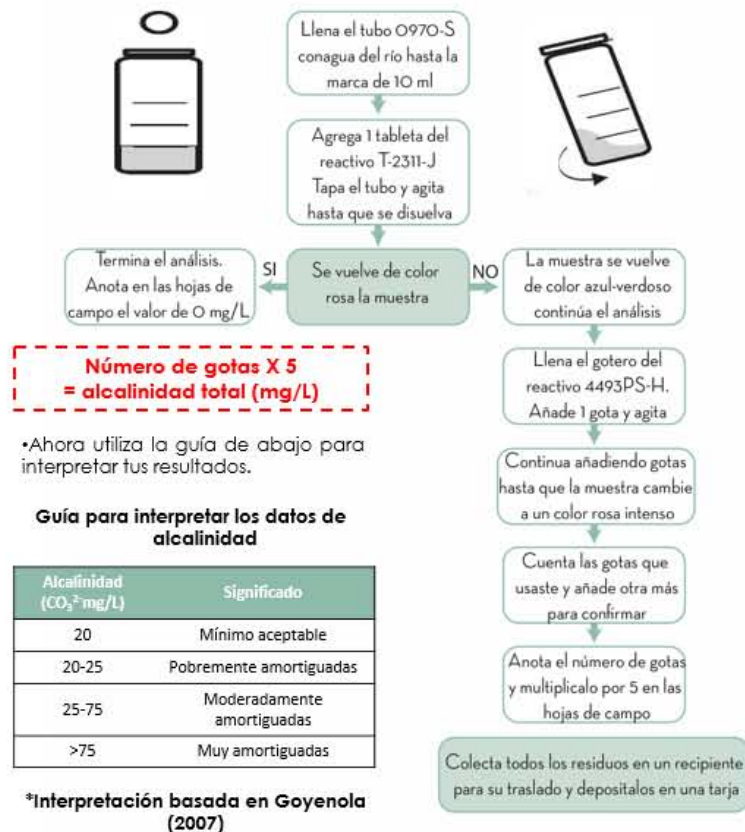 Llena el tubo 0970-S
conagua del río hasta la
marca de 10 ml
Agrega 1 tableta del
reactivo T-2311-J
Tapa el tubo y agita
hasta que se disuelva
Se vuelve de color
rosa la muestra
SI
Termina el análisis.
Anota en las hojas de
campo el valor de 0 mg/L
NO
La muestra se vuelve
de color azul-verdoso
continúa el análisis
Llena el gotero del
reactivo 4493PS-H.
Añade 1 gota y agita
Continua añadiendo gotas
hasta que la muestra cambie
a un color rosa intenso
Cuenta las gotas que
usaste y añade otra más
para confirmar
Anota el número de gotas
y multiplicalo por 5 en las
hojas de campo
Colecta todos los residuos en un recipiente
para su traslado y depositalos en una tarja
Número de gotas X 5
= alcalinidad total (mg/L)
•Ahora utiliza la guía de abajo para
interpretar tus resultados.
Guía para interpretar los datos de
alcalinidad
Alcalinidad
(CO₃²⁻mg/L)
Significado
20 Mínimo aceptable
20-25 Pobremente amortiguadas
25-75 Moderadamente
amortiguadas
>75 Muy amortiguadas
*Interpretación basada en Goyenola
(2007)